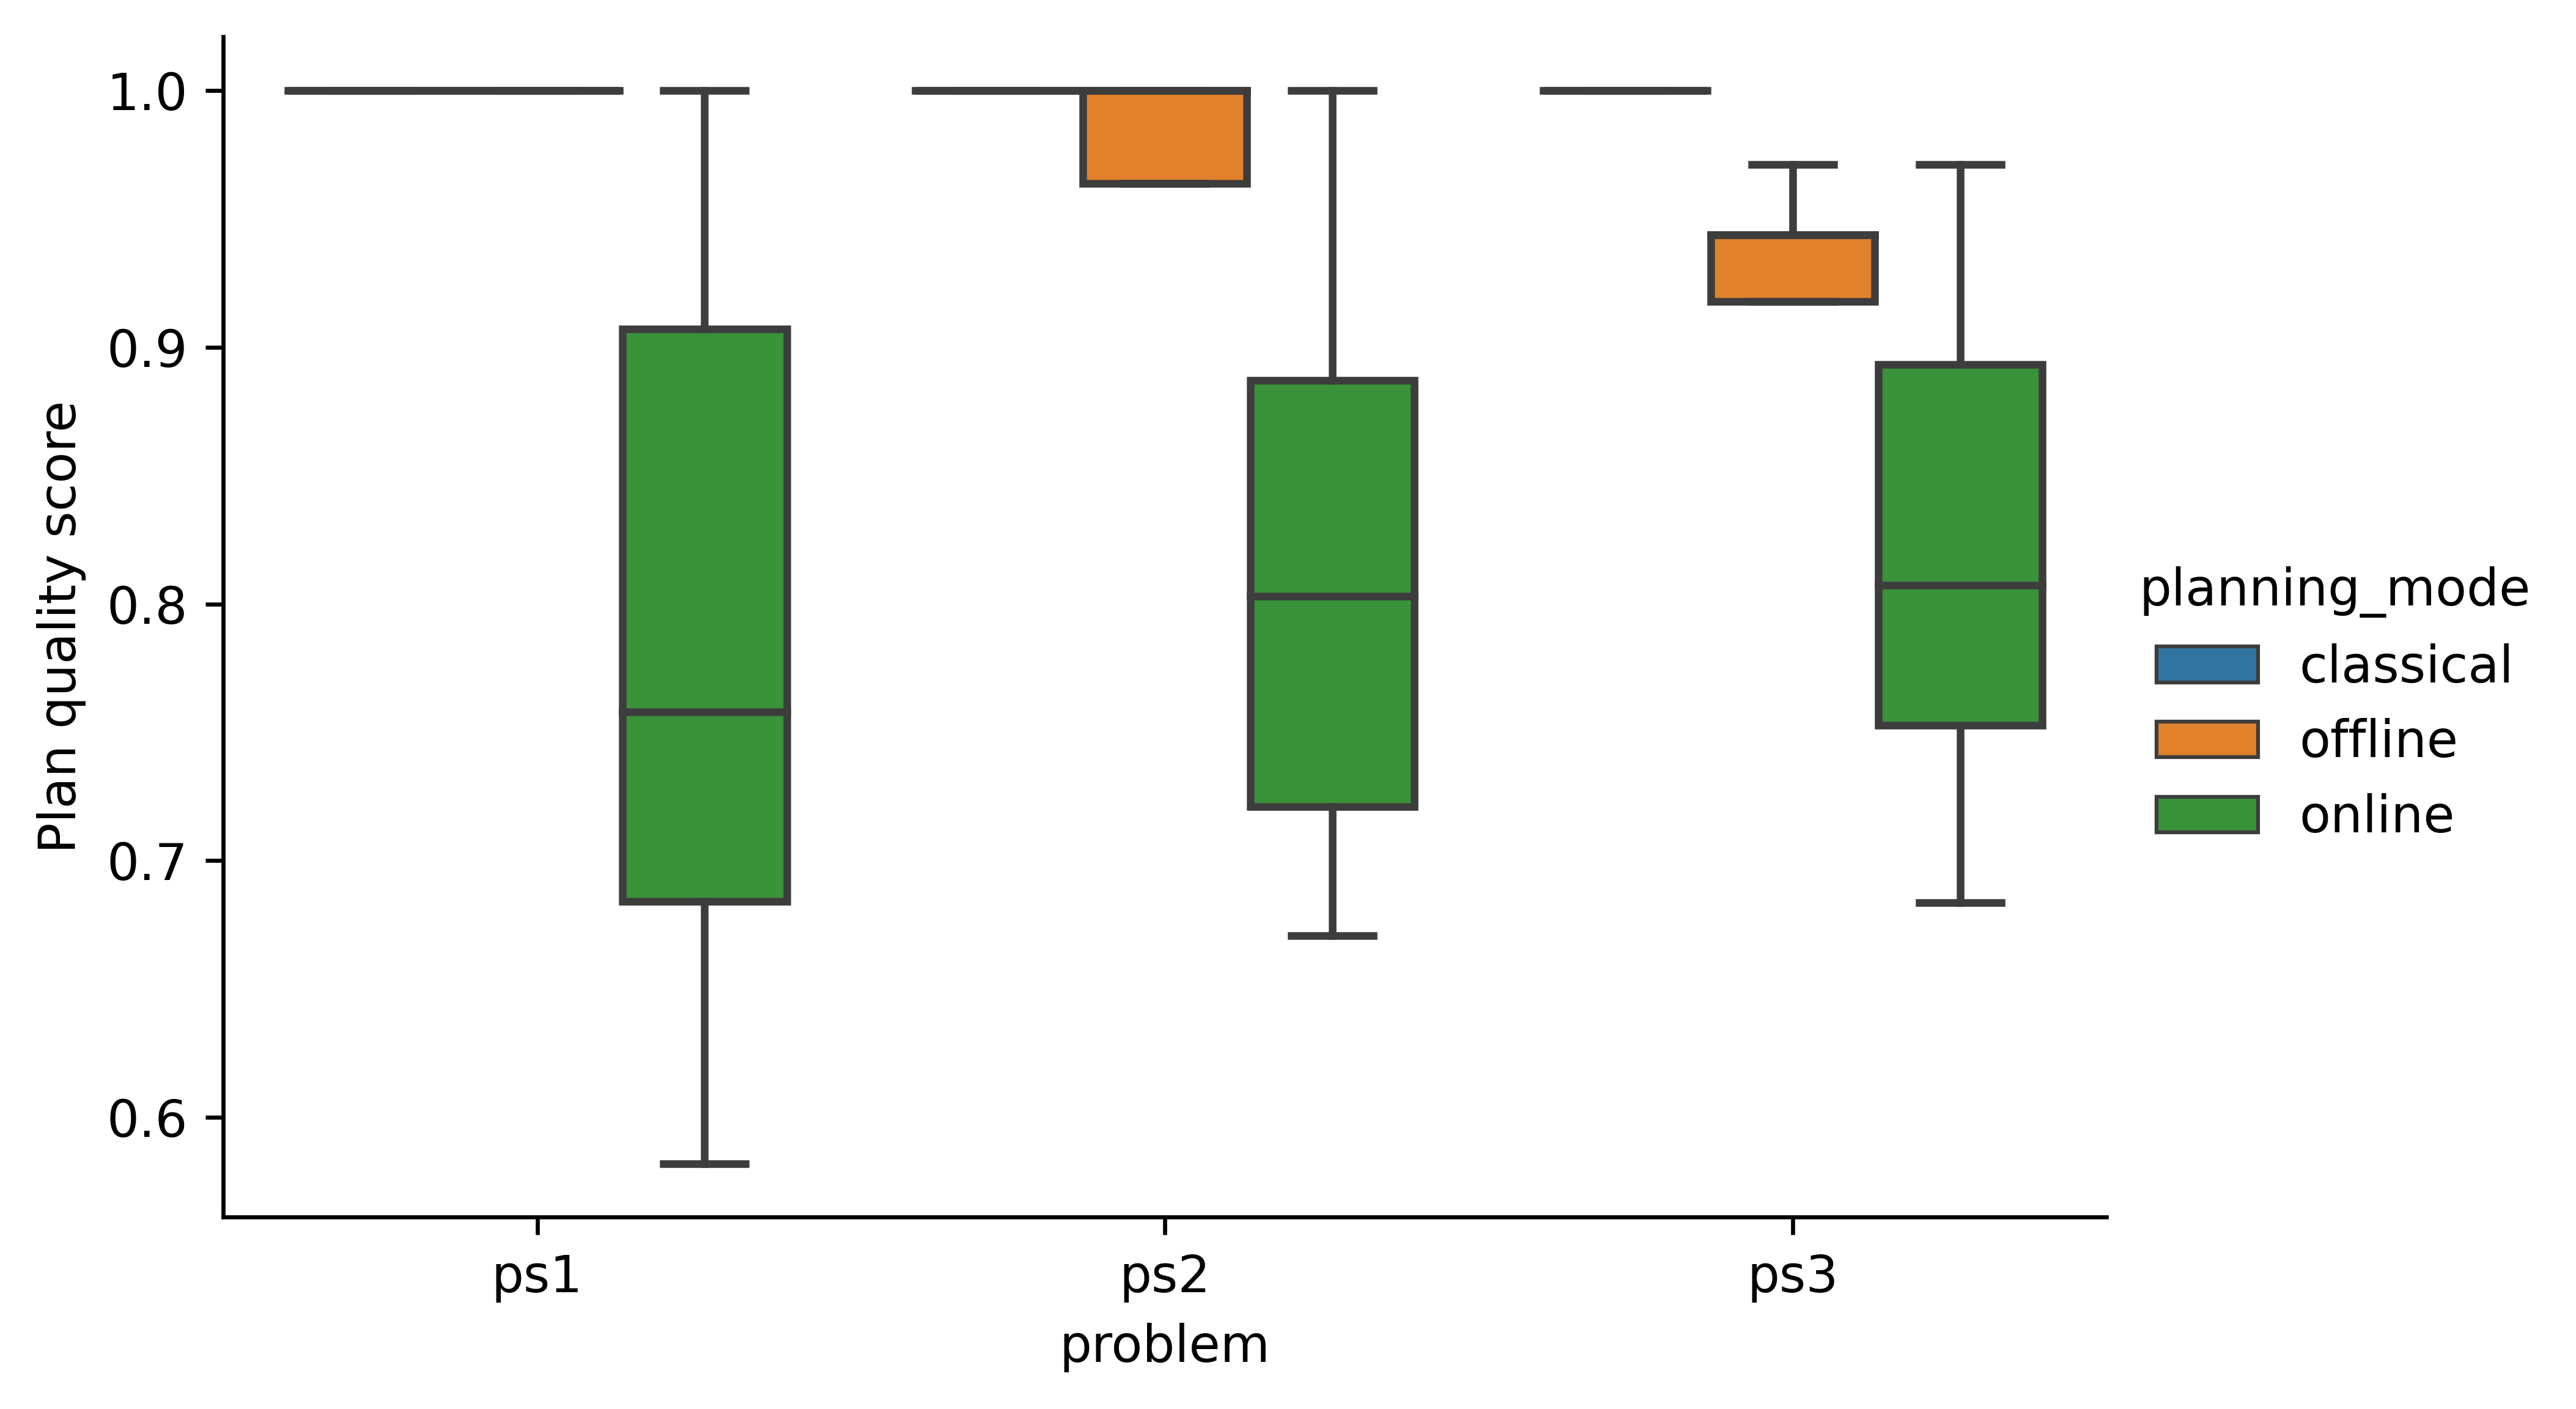 Plan quality score
1.0
0.9
0.8
0.7
0.6
ps1
ps2
ps3
problem
planning_mode
classical
offline
online